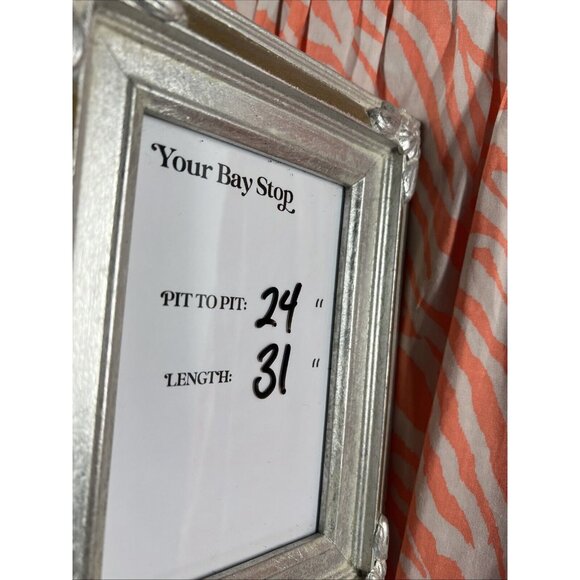 Your Bay Stop
PIT TO PIT: 24 "
LENGTH: 31 "